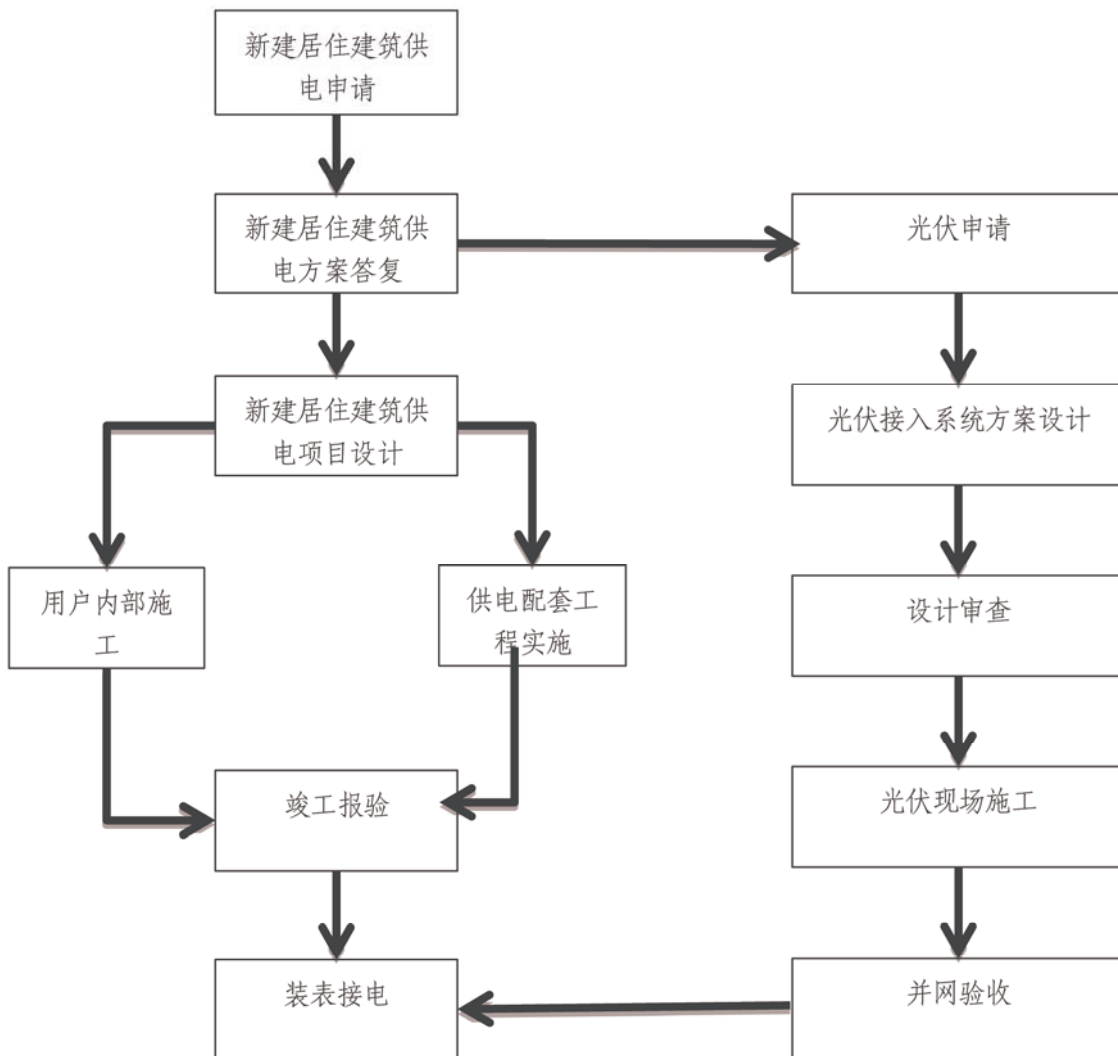 新建居住建筑供
电申请
新建居住建筑供
电方案答复
光伏申请
新建居住建筑供
电项目设计
光伏接入系统方案设计
用户内部施
工
供电配套工
程实施
设计审查
竣工报验
光伏现场施工
装表接电
并网验收